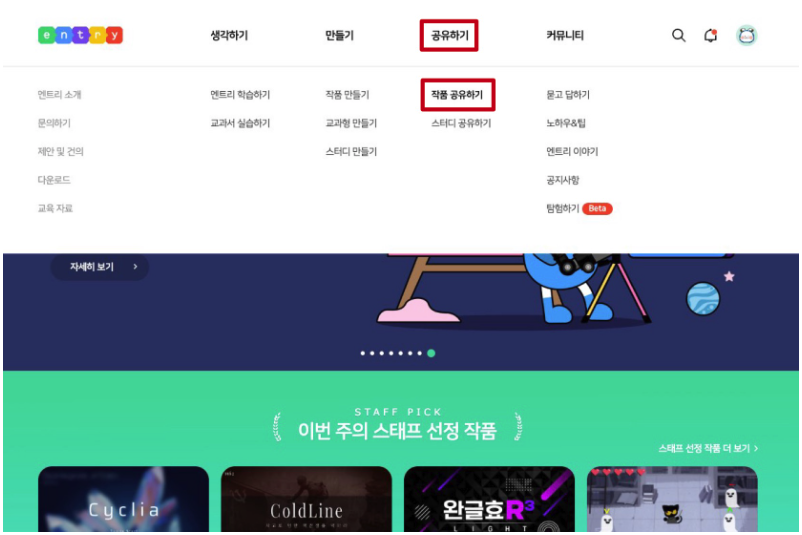 entry
생각하기
만들기
공유하기
커뮤니티
엔트리 소개
문의하기
제안 및 건의
다운로드
교육 자료
엔트리 학습하기
교과서 실습하기
작품 만들기
교과형 만들기
스터디 만들기
작품 공유하기
스터디 공유하기
묻고 답하기
노하우&팁
엔트리 이야기
공지사항
탐험하기 Beta
자세히 보기 >
STAFF PICK
이번 주의 스태프 선정 작품
스태프 선정 작품 더 보기 >
Cyclia
ColdLine
완글효R³
LIGHT